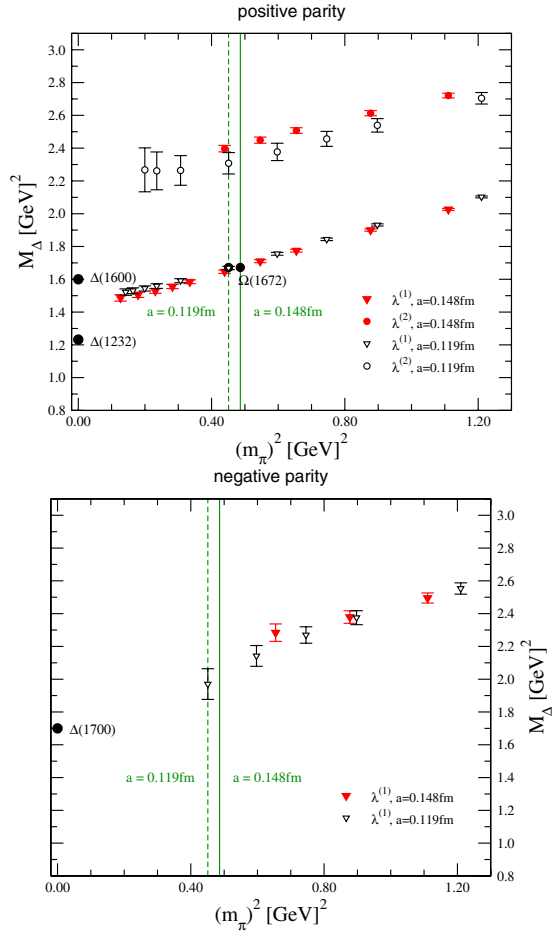 positive parity
3.0
2.8
2.6
2.4
2.2
2.0
1.8
1.6
1.4
1.2
1.0
0.8
M_Δ [GeV]^2
Δ(1600)
Δ(1232)
Ω(1672)
a = 0.119fm
a = 0.148fm
λ^(1), a=0.148fm
λ^(2), a=0.148fm
λ^(1), a=0.119fm
λ^(2), a=0.119fm
0.00
0.40
0.80
1.20
(m_π)^2 [GeV]^2
negative parity
3.0
2.8
2.6
2.4
2.2
2.0
1.8
1.6
1.4
1.2
1.0
0.8
M_Δ [GeV]^2
Δ(1700)
a = 0.119fm
a = 0.148fm
λ^(1), a=0.148fm
λ^(1), a=0.119fm
0.00
0.40
0.80
1.20
(m_π)^2 [GeV]^2